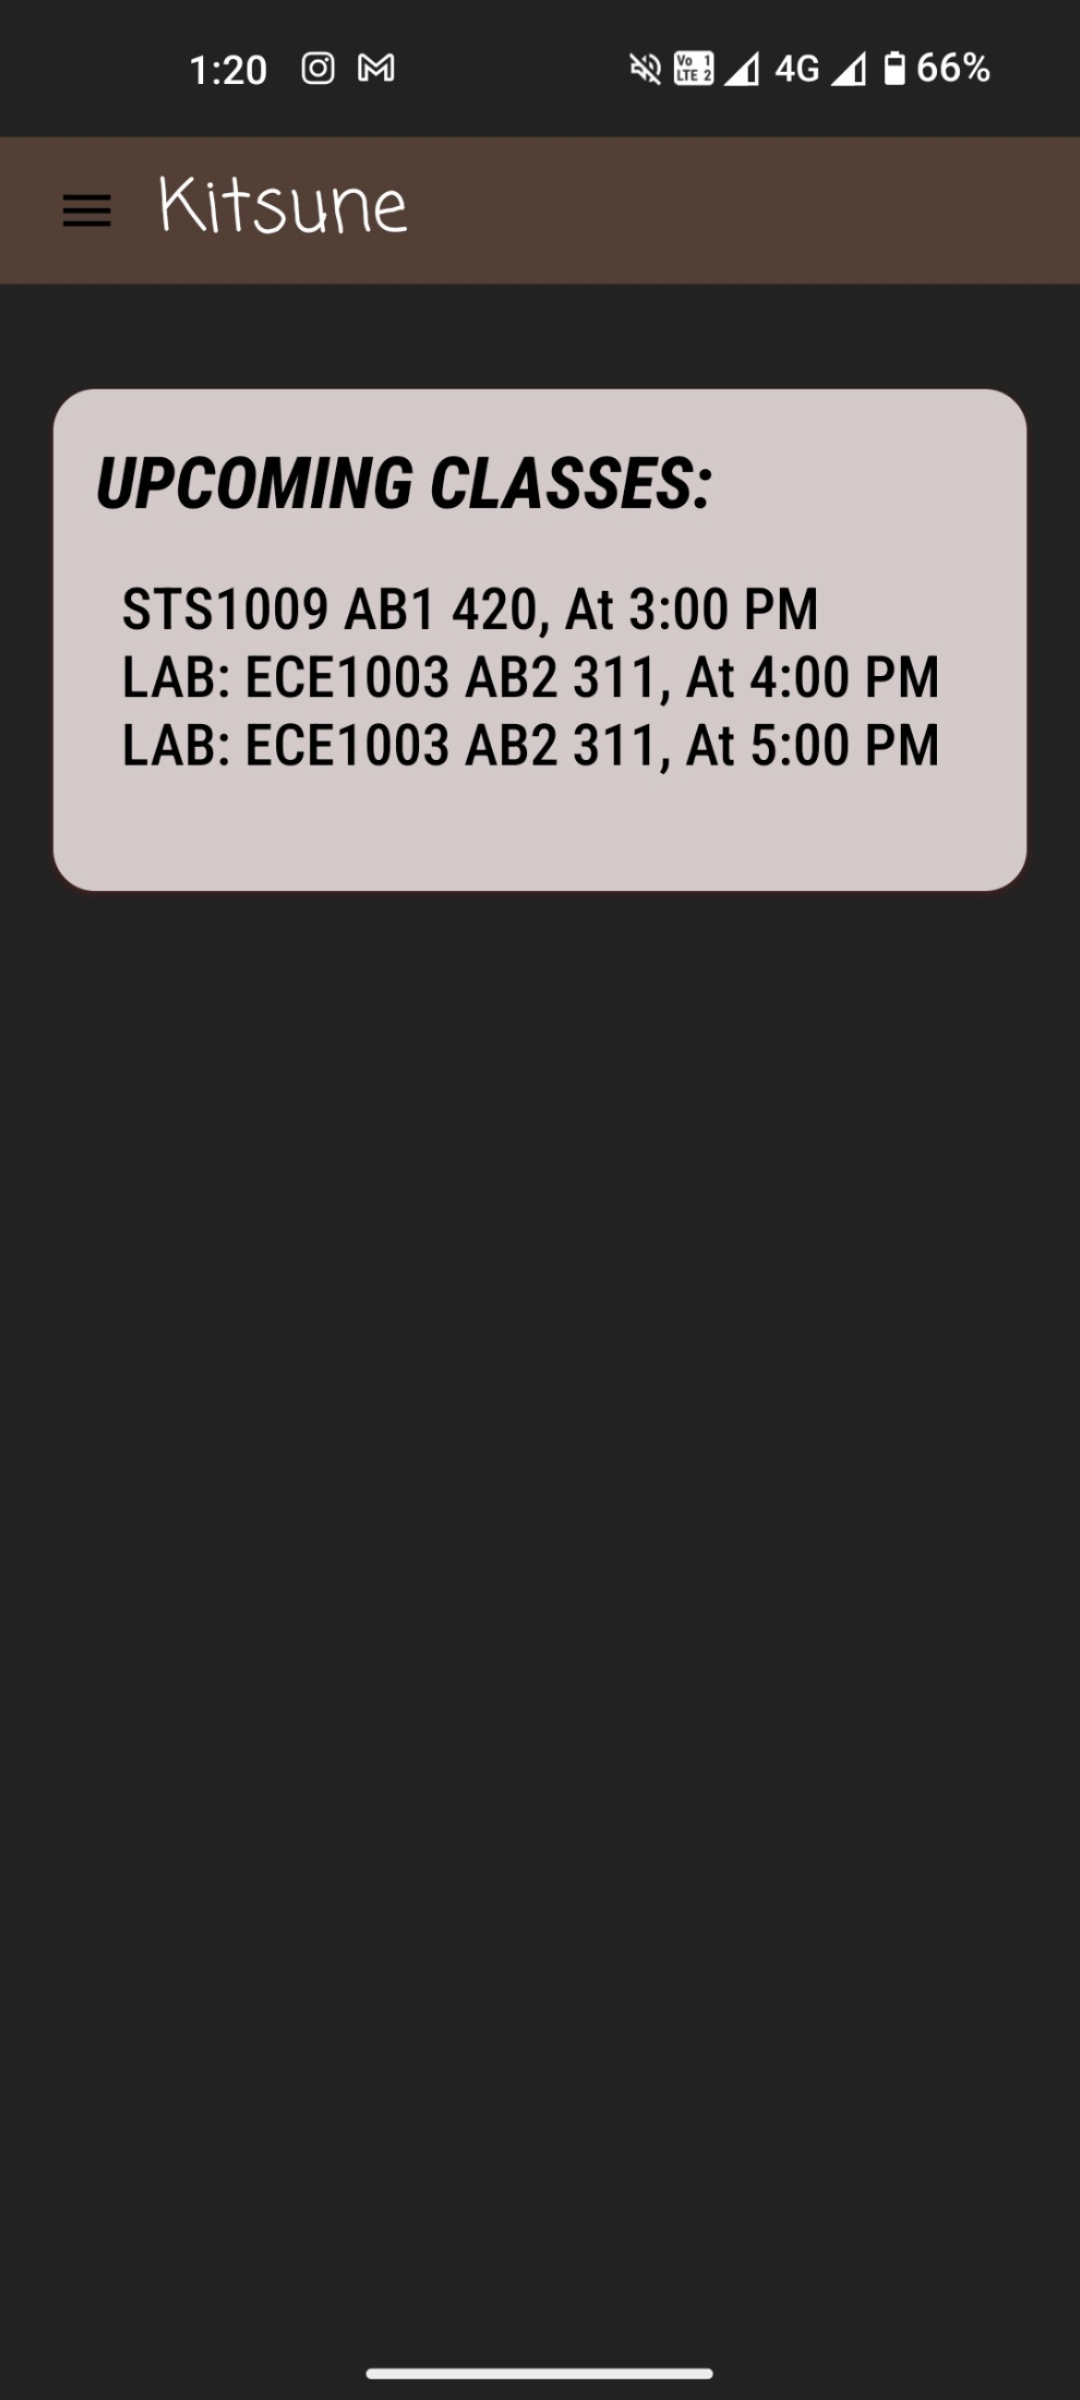 1:20 Vo 1 LTE 2 4G 66%
Kitsune
UPCOMING CLASSES:
STS1009 AB1 420, At 3:00 PM
LAB: ECE1003 AB2 311, At 4:00 PM
LAB: ECE1003 AB2 311, At 5:00 PM